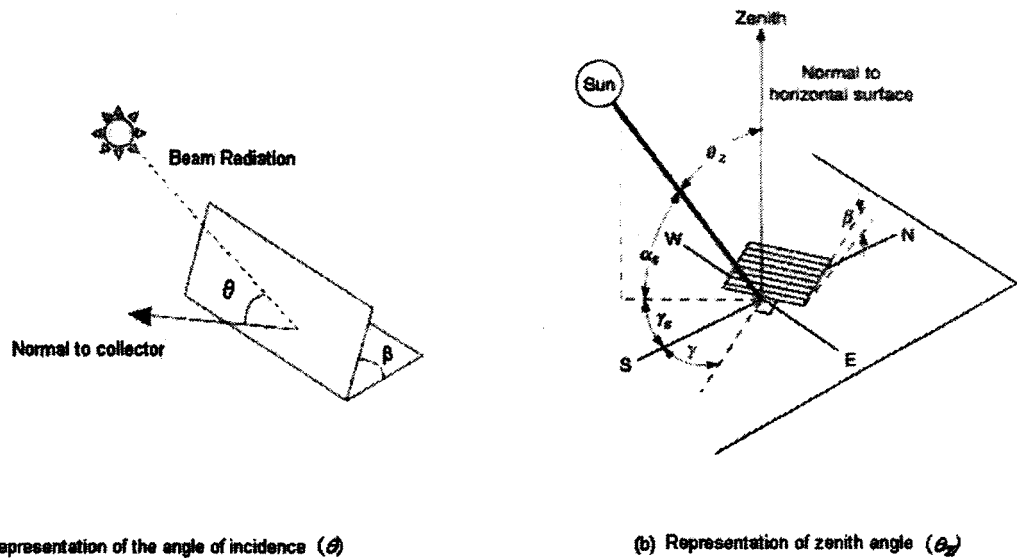 Beam Radiation
θ
Normal to collector
β
epresentation of the angle of incidence (θ)
Zenith
Sun
Normal to
horizontal surface
θz
β
N
W
αs
γs
S
γ
E
(b) Representation of zenith angle (θz)